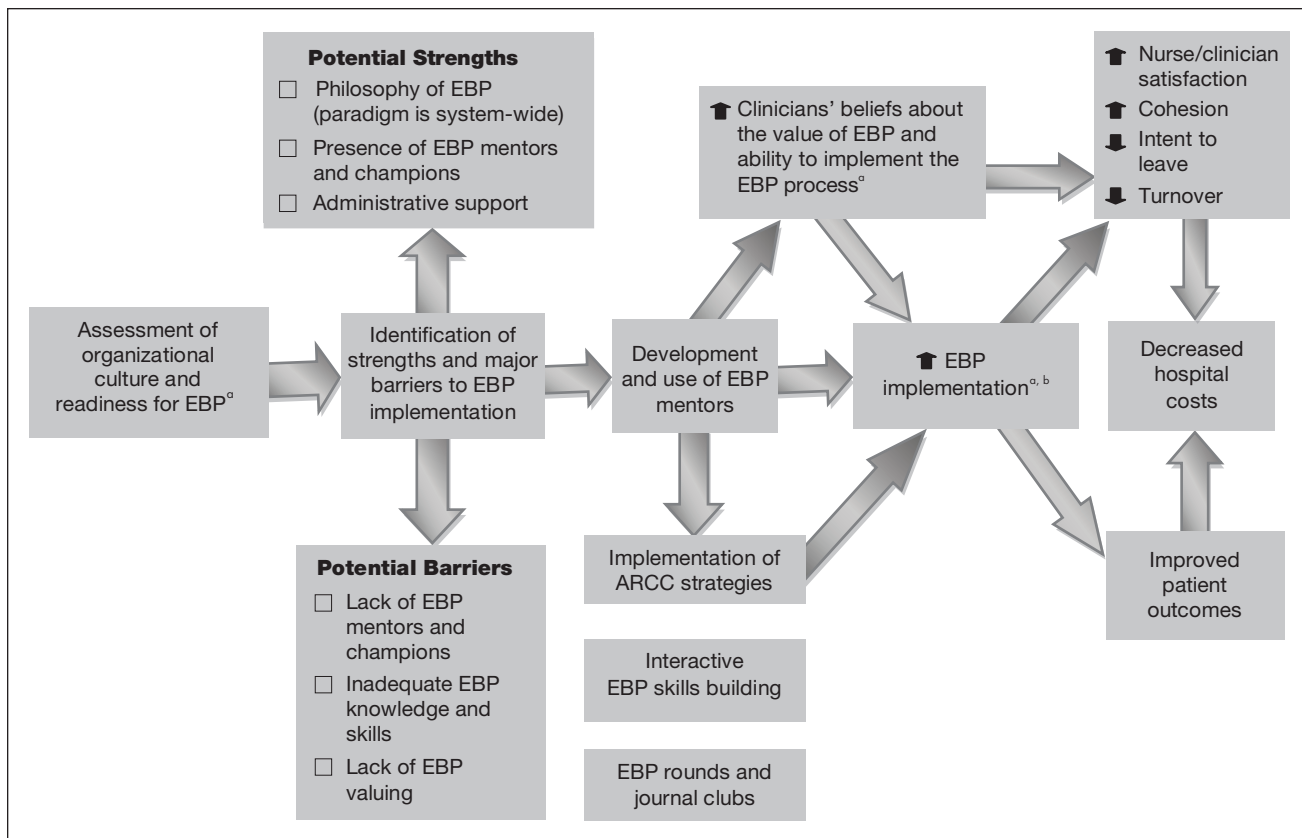 Potential Strengths
☐ Philosophy of EBP
(paradigm is system-wide)
☐ Presence of EBP mentors
and champions
☐ Administrative support
Assessment of
organizational
culture and
readiness for EBPᵃ
Identification of
strengths and major
barriers to EBP
implementation
Potential Barriers
☐ Lack of EBP
mentors and
champions
☐ Inadequate EBP
knowledge and
skills
☐ Lack of EBP
valuing
Development
and use of EBP
mentors
Implementation of
ARCC strategies
Interactive
EBP skills building
EBP rounds and
journal clubs
Clinicians’ beliefs about
the value of EBP and
ability to implement the
EBP processᵃ
EBP
implementationᵃ, ᵇ
Nurse/clinician
satisfaction
Cohesion
Intent to
leave
Turnover
Decreased
hospital
costs
Improved
patient
outcomes